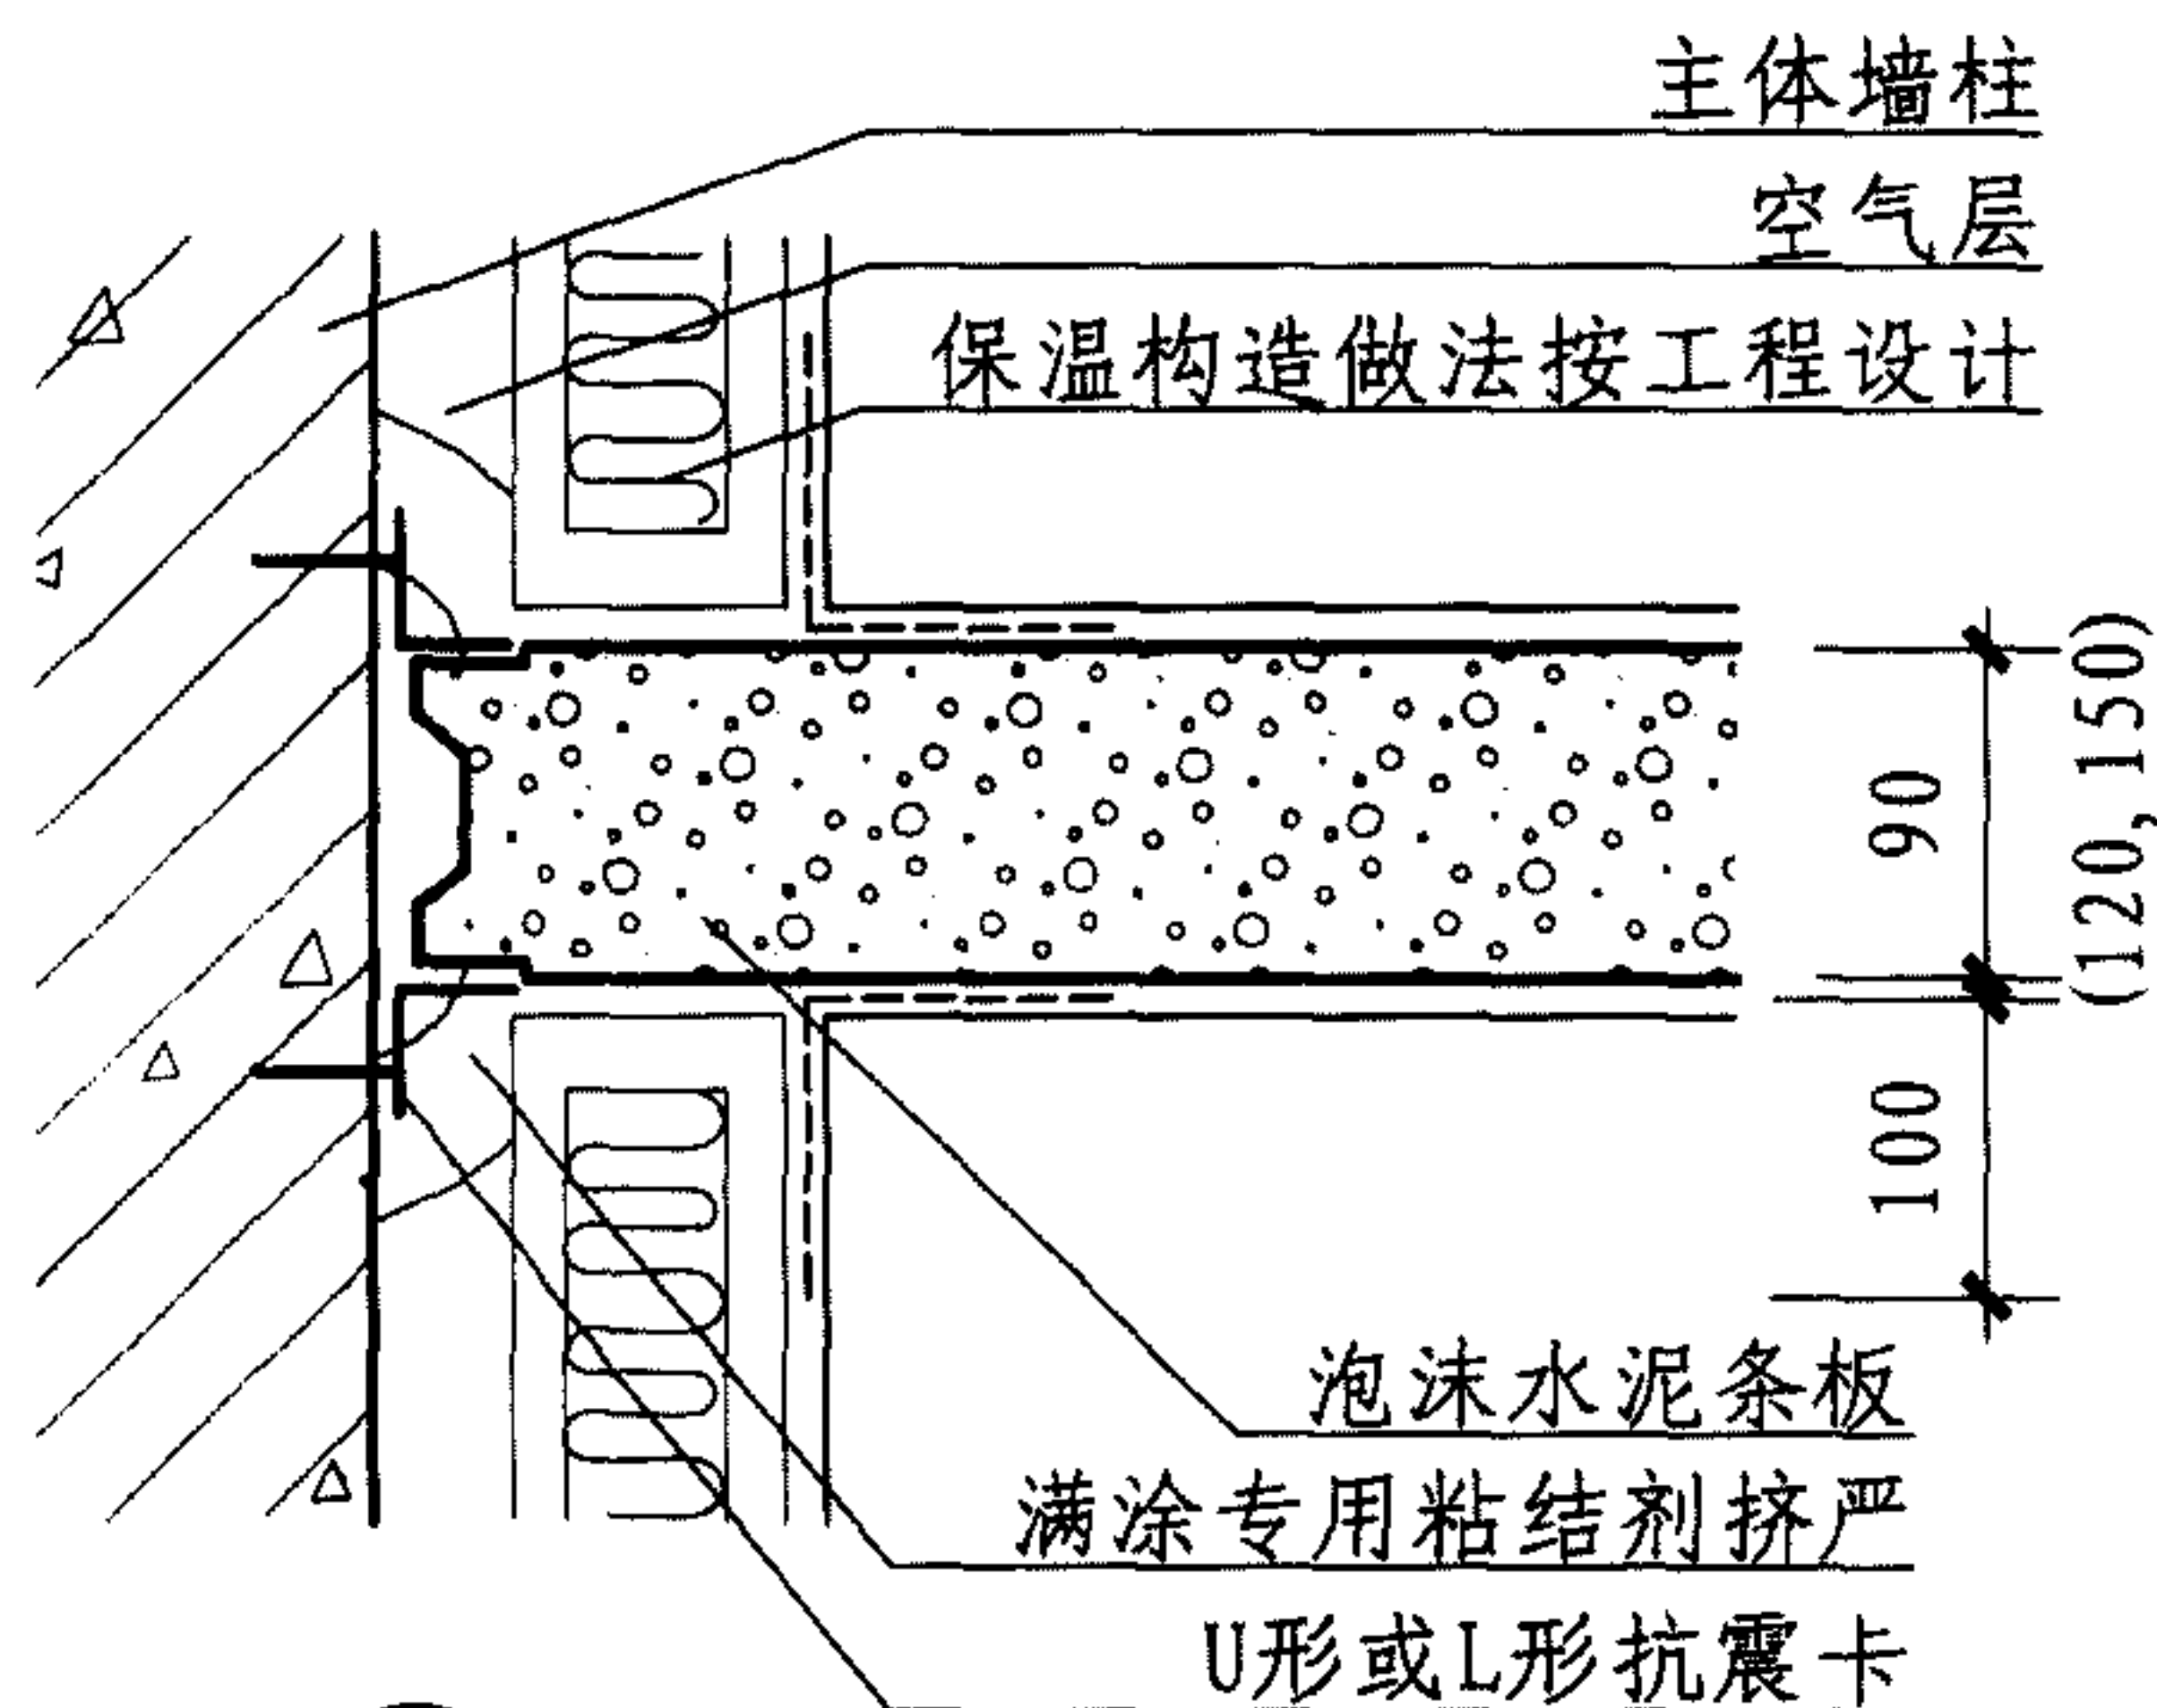 主体墙柱
空气层
保温构造做法按工程设计
90
(120,150)
100
泡沫水泥条板
满涂专用粘结剂挤严
U形或L形抗震卡